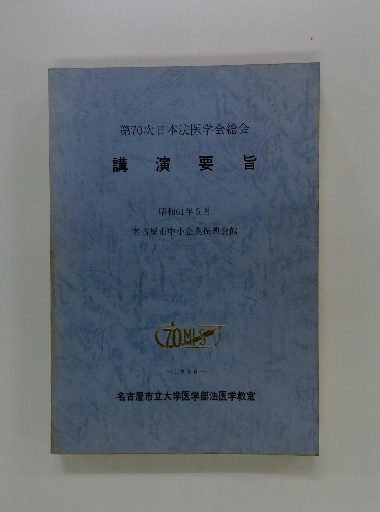 第70次日本法医学会総会
講演要旨
昭和61年5月
名古屋市中小企業振興会館
70 MLSJ
—1986—
名古屋市立大学医学部法医学教室